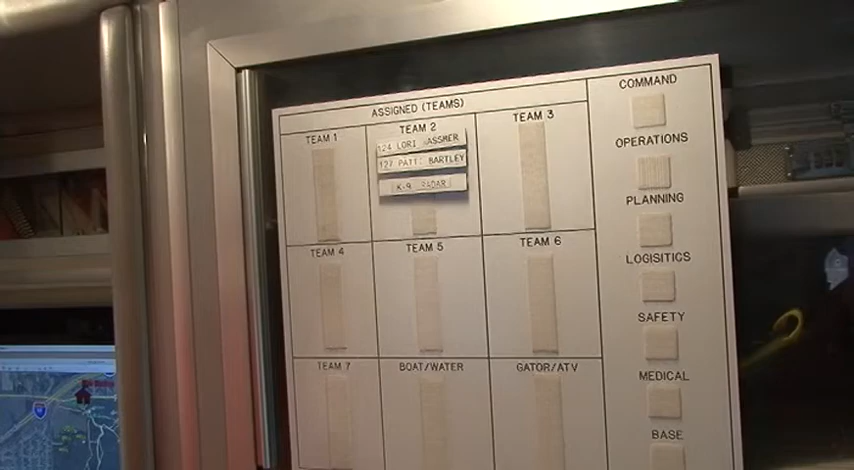 ASSIGNED (TEAMS)
TEAM 1
TEAM 2
TEAM 3
124 LORI
127 PATTI BARTLEY
K-9 RADAR
TEAM 4
TEAM 5
TEAM 6
TEAM 7
BOAT/WATER
GATOR/ATV
COMMAND
OPERATIONS
PLANNING
LOGISITICS
SAFETY
MEDICAL
BASE